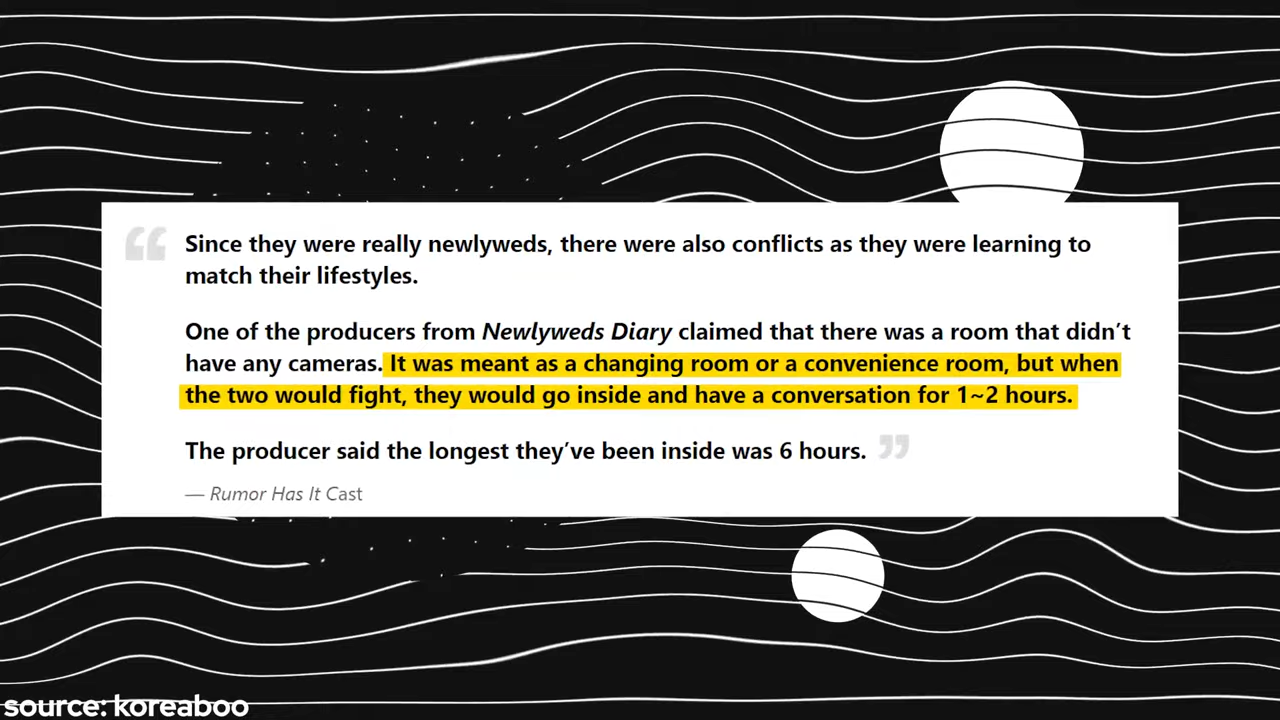 “ Since they were really newlyweds, there were also conflicts as they were learning to
match their lifestyles.
One of the producers from Newlyweds Diary claimed that there was a room that didn’t
have any cameras. It was meant as a changing room or a convenience room, but when
the two would fight, they would go inside and have a conversation for 1~2 hours.
The producer said the longest they’ve been inside was 6 hours. ”
— Rumor Has It Cast
source: koreaboo